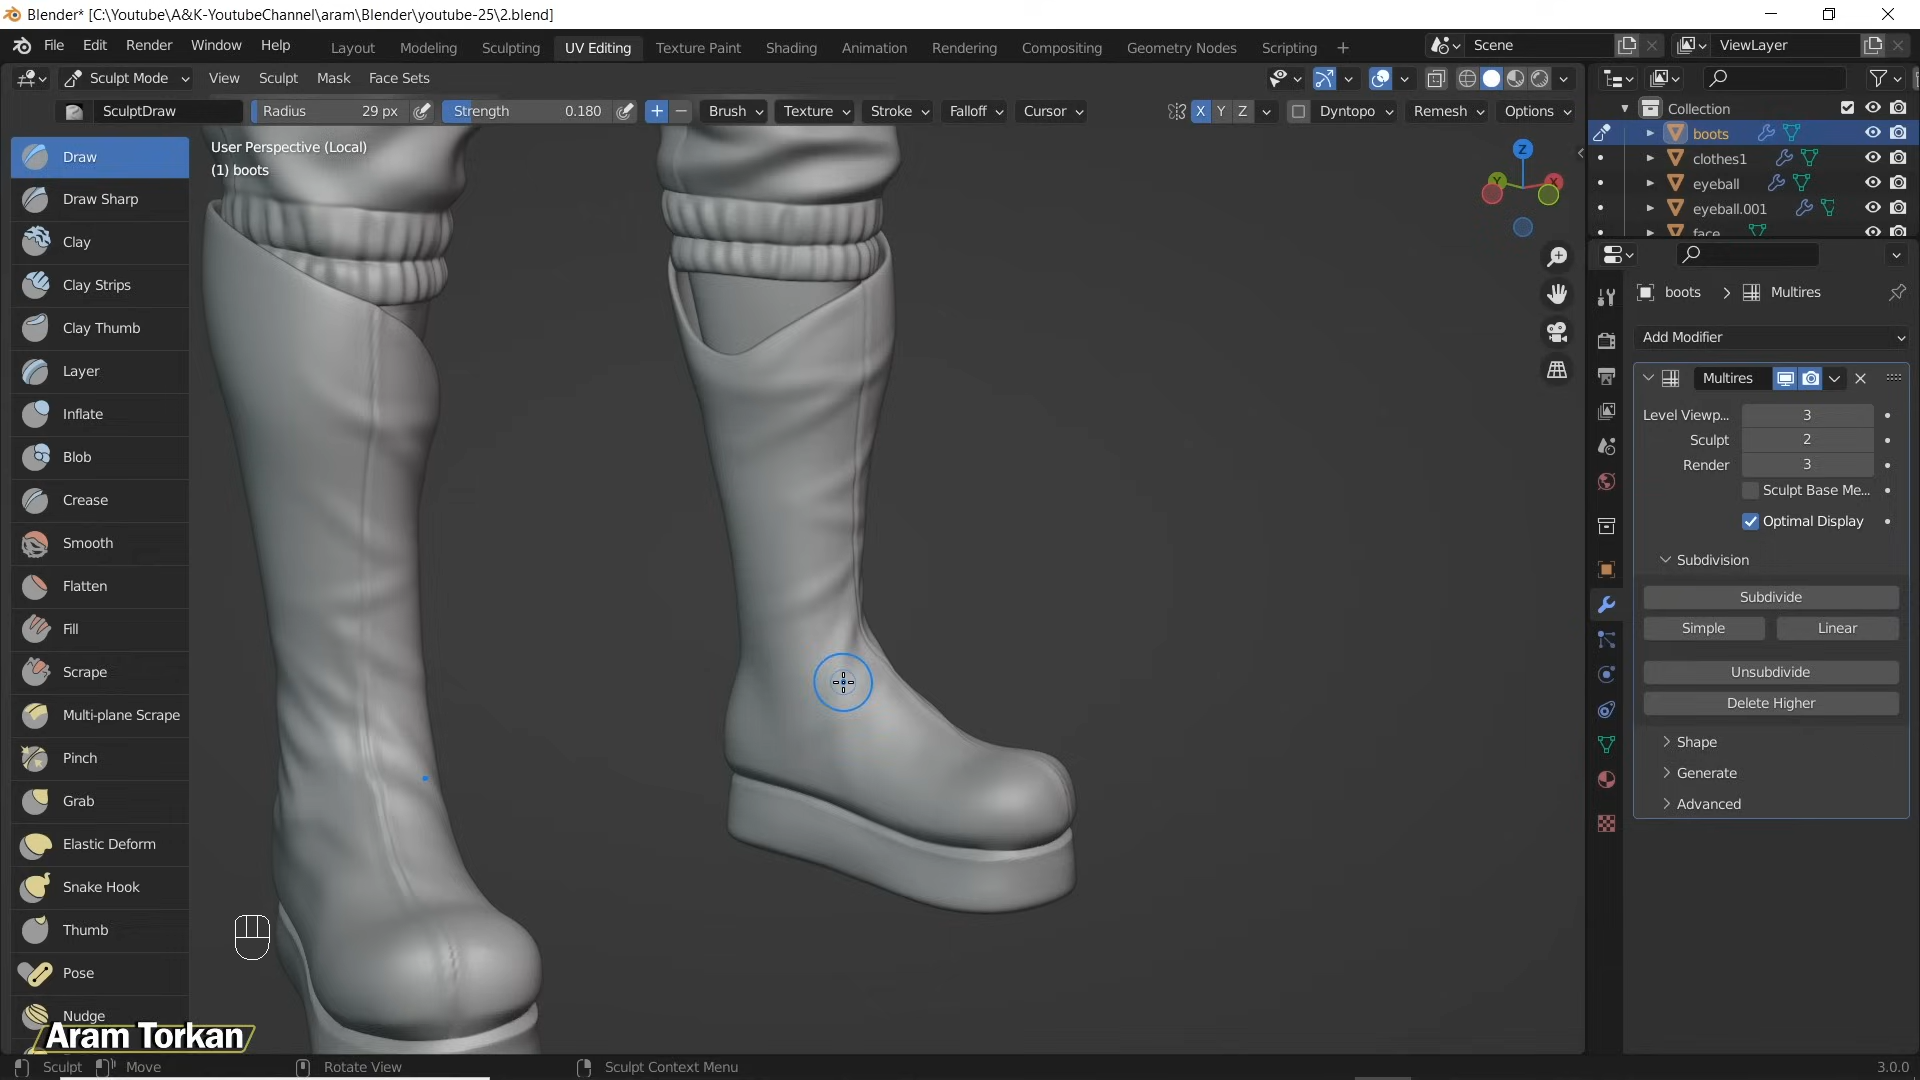 Blender* [C:\Youtube\A&K-YoutubeChannel\aram\Blender\youtube-25\2.blend]
File Edit Render Window Help Layout Modeling Sculpting UV Editing Texture Paint Shading Animation Rendering Compositing Geometry Nodes Scripting + Scene ViewLayer
Sculpt Mode View Sculpt Mask Face Sets
SculptDraw Radius 29 px Strength 0.180 + − Brush Texture Stroke Falloff Cursor X Y Z Dyntopo Remesh Options
User Perspective (Local)
(1) boots
Draw
Draw Sharp
Clay
Clay Strips
Clay Thumb
Layer
Inflate
Blob
Crease
Smooth
Flatten
Fill
Scrape
Multi-plane Scrape
Pinch
Grab
Elastic Deform
Snake Hook
Thumb
Pose
Nudge
Aram Torkan
Z
Y X
Collection
boots
clothes1
eyeball
eyeball.001
face
boots > Multires
Add Modifier
Multires
Level Viewp... 3
Sculpt 2
Render 3
Sculpt Base Me...
Optimal Display
Subdivision
Subdivide
Simple Linear
Unsubdivide
Delete Higher
Shape
Generate
Advanced
Sculpt Move Rotate View Sculpt Context Menu 3.0.0